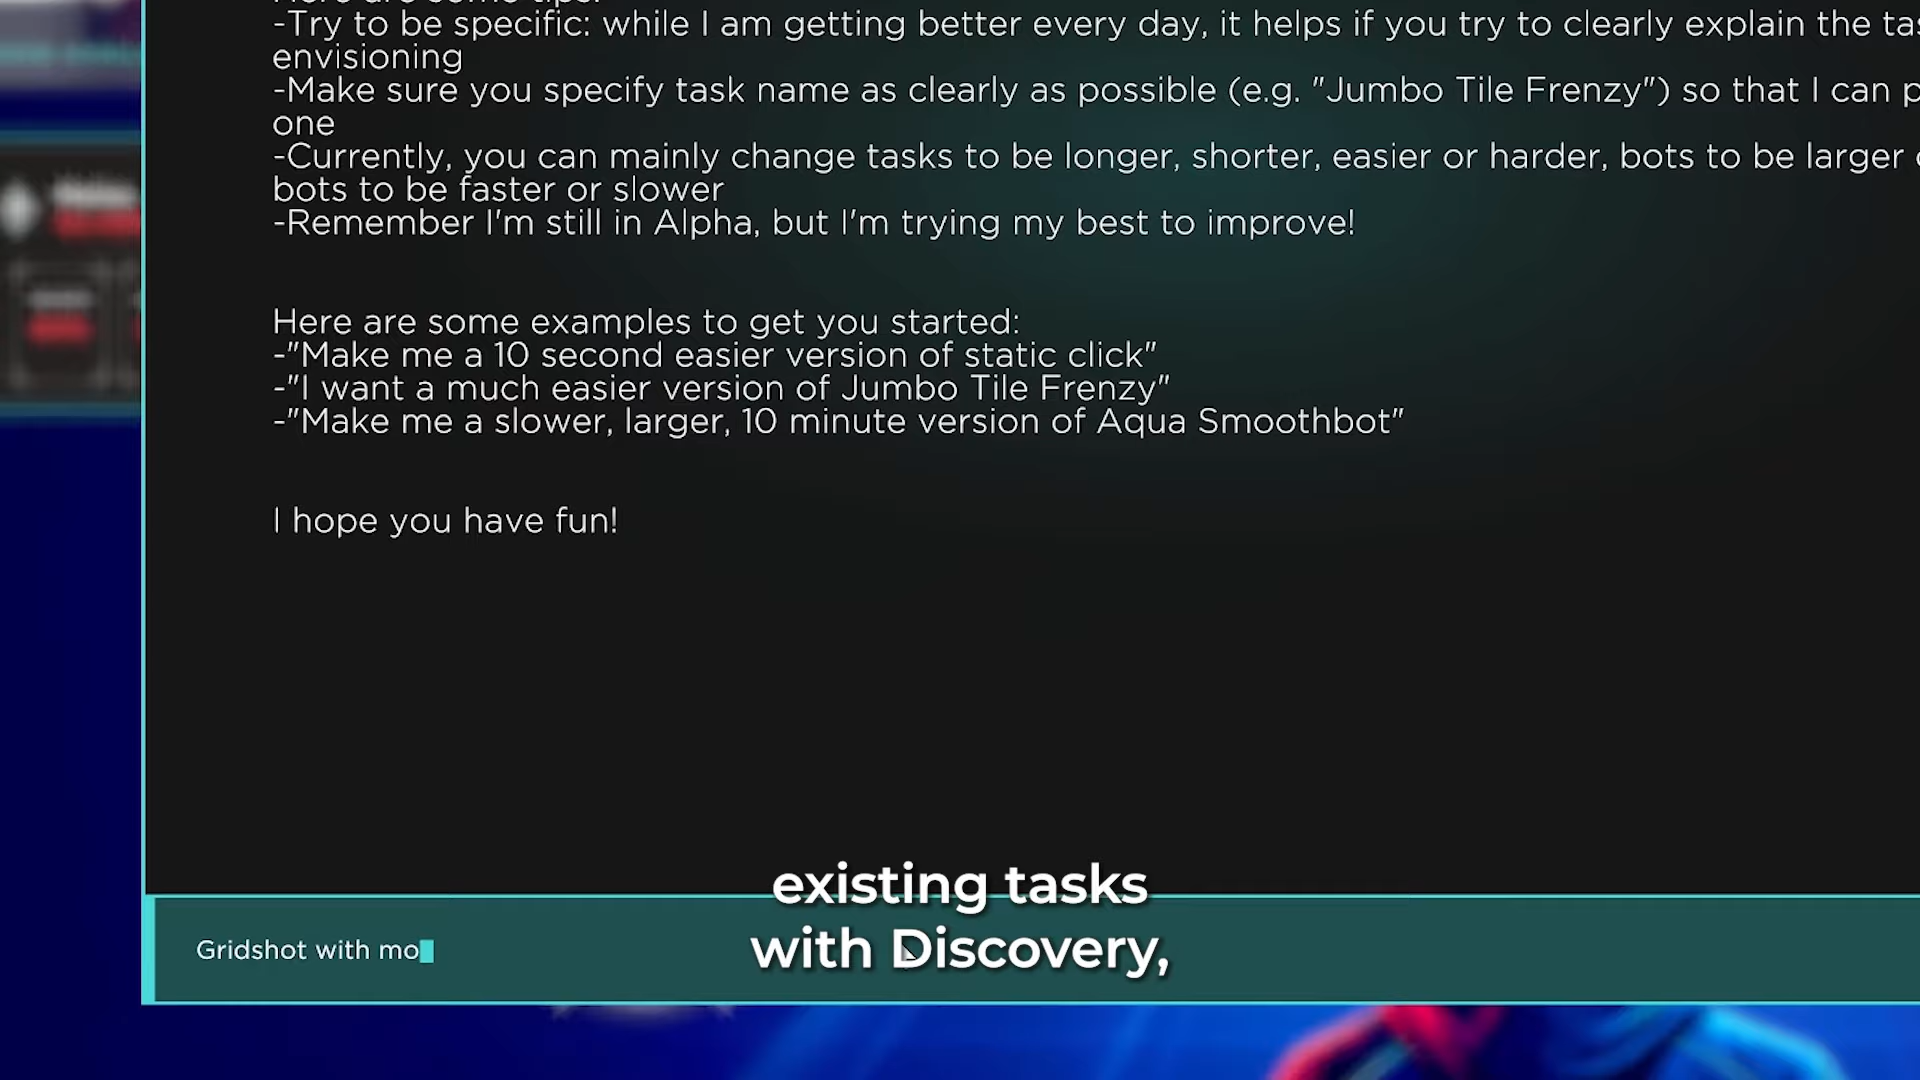 Here are some tips:
-Try to be specific: while I am getting better every day, it helps if you try to clearly explain the
envisioning
-Make sure you specify task name as clearly as possible (e.g. "Jumbo Tile Frenzy") so that I can
one
-Currently, you can mainly change tasks to be longer, shorter, easier or harder, bots to be larger
bots to be faster or slower
-Remember I'm still in Alpha, but I'm trying my best to improve!
Here are some examples to get you started:
-"Make me a 10 second easier version of static click"
-"I want a much easier version of Jumbo Tile Frenzy"
-"Make me a slower, larger, 10 minute version of Aqua Smoothbot"
I hope you have fun!
existing tasks
with Discovery,
Gridshot with mo